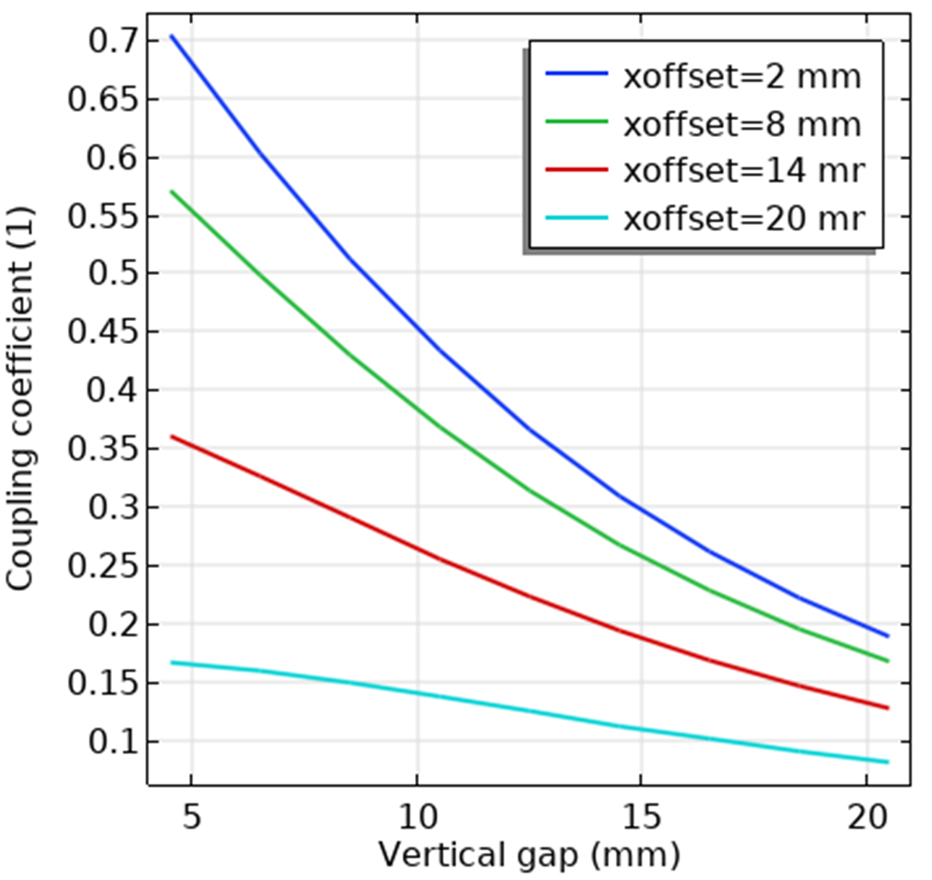 0.7
0.65
0.6
0.55
0.5
0.45
0.4
0.35
0.3
0.25
0.2
0.15
0.1
Coupling coefficient (1)
xoffset=2 mm
xoffset=8 mm
xoffset=14 mr
xoffset=20 mr
5 10 15 20
Vertical gap (mm)